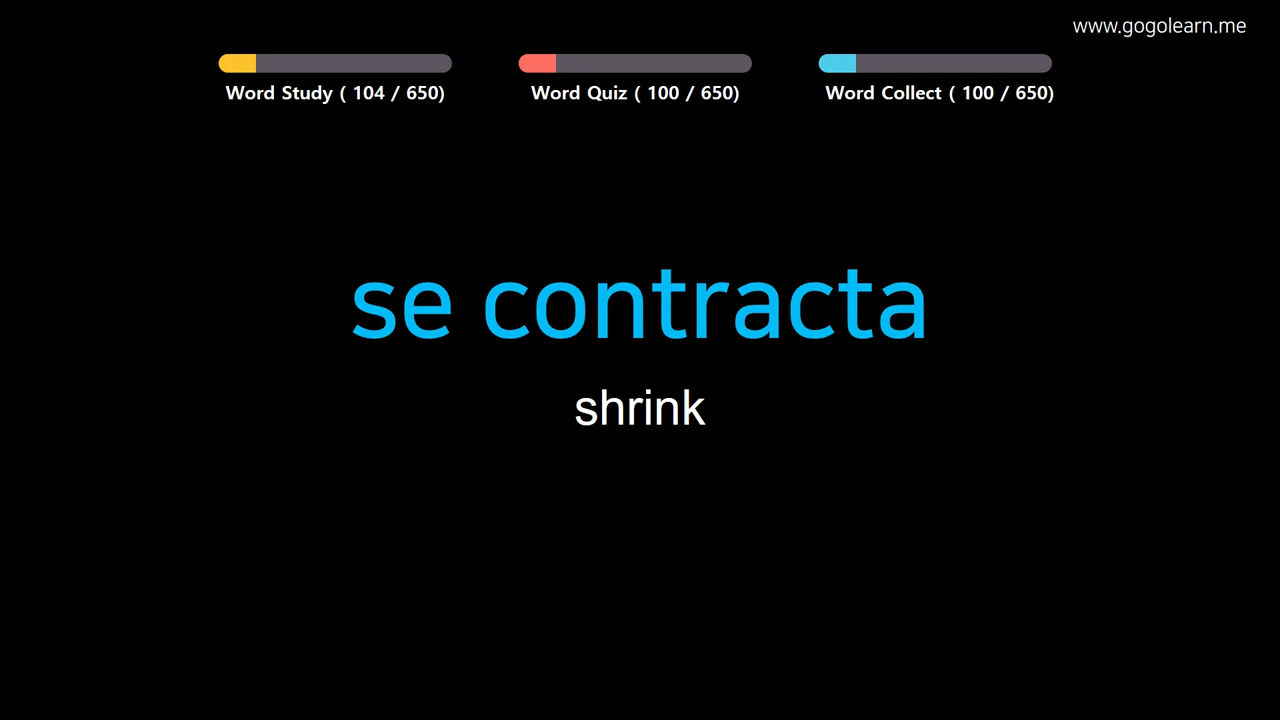 www.gogolearn.me
Word Study ( 104 / 650)
Word Quiz ( 100 / 650)
Word Collect ( 100 / 650)
se contracta
shrink